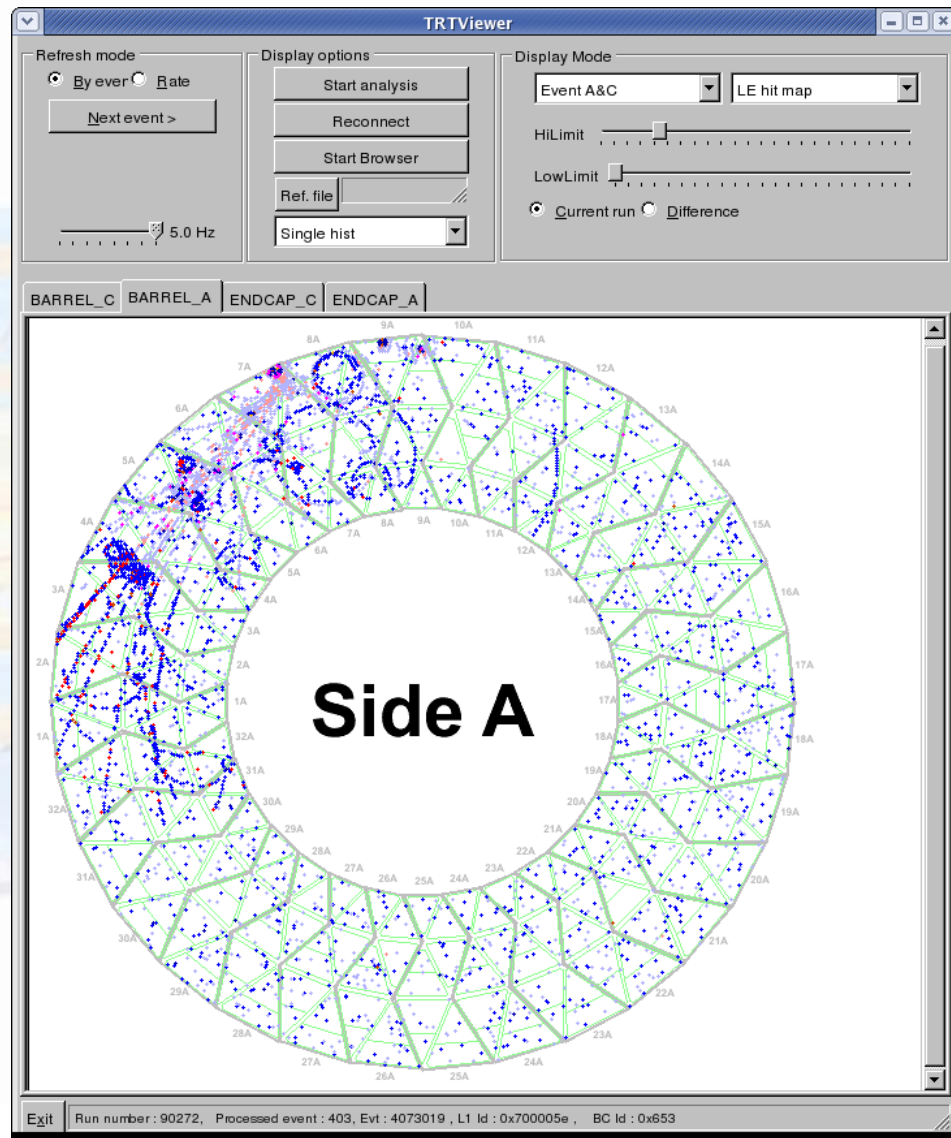 TRTViewer
Refresh mode
By ever Rate
Next event >
5.0 Hz
Display options
Start analysis
Reconnect
Start Browser
Ref. file
Single hist
Display Mode
Event A&C
LE hit map
HiLimit
LowLimit
Current run Difference
BARREL_C BARREL_A ENDCAP_C ENDCAP_A
9A 10A
8A 11A
7A 12A
6A 13A
5A 14A
4A 15A
3A 16A
2A 17A
1A 18A
32A 19A
31A 20A
30A 21A
29A 22A
28A 23A
27A 24A
26A 25A
8A 9A 10A
7A 11A
6A 12A
5A 13A
4A 14A
3A 15A
2A 16A
1A 17A
32A 18A
31A 19A
30A 20A
29A 21A
28A 22A
27A 23A
26A 25A 24A
Side A
Exit
Run number : 90272, Processed event : 403, Evt : 4073019 , L1 Id : 0x700005e , BC Id : 0x653